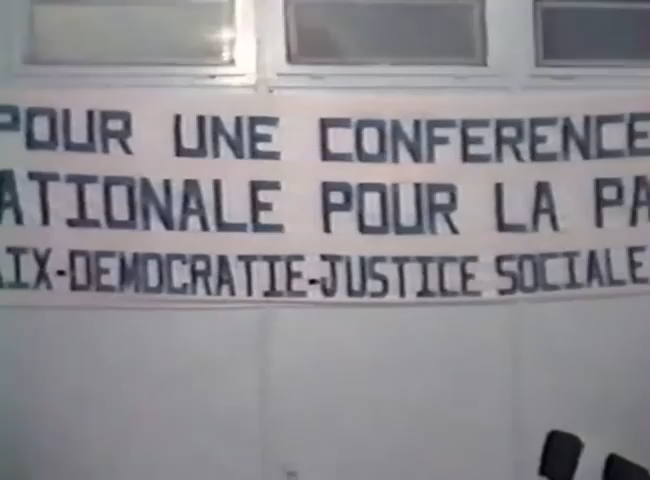 POUR UNE CONFERENCE
ATIONALE POUR LA PA
AIX-DEMOCRATIE-JUSTICE SOCIALE